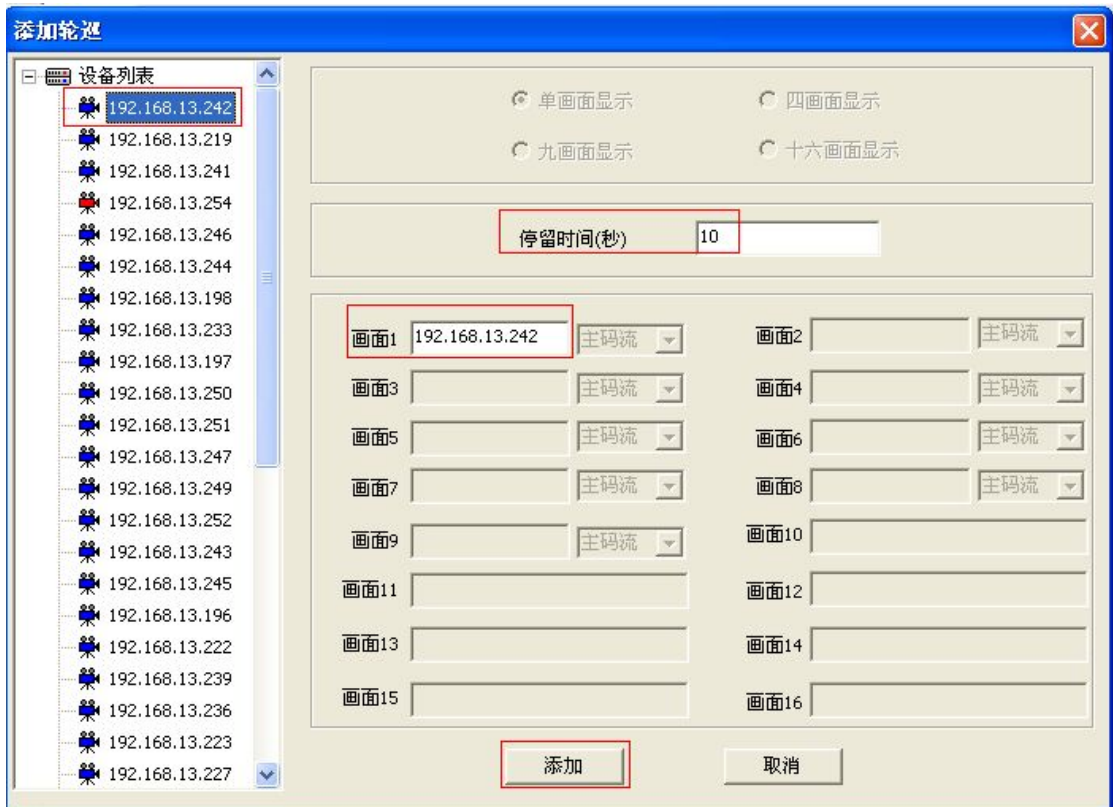 添加轮巡
设备列表
192.168.13.242
192.168.13.219
192.168.13.241
192.168.13.254
192.168.13.246
192.168.13.244
192.168.13.198
192.168.13.233
192.168.13.197
192.168.13.250
192.168.13.251
192.168.13.247
192.168.13.249
192.168.13.252
192.168.13.243
192.168.13.245
192.168.13.196
192.168.13.222
192.168.13.239
192.168.13.236
192.168.13.223
192.168.13.227
单画面显示 四画面显示
九画面显示 十六画面显示
停留时间(秒) 10
画面1 192.168.13.242 主码流 画面2 主码流
画面3 主码流 画面4 主码流
画面5 主码流 画面6 主码流
画面7 主码流 画面8 主码流
画面9 主码流 画面10
画面11 画面12
画面13 画面14
画面15 画面16
添加 取消